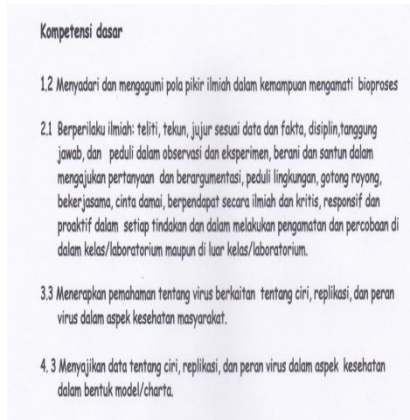 Kompetensi dasar
1.2 Menyadari dan mengagumi pola pikir ilmiah dalam kemampuan mengamati bioproses
2.1 Berperilaku ilmiah: teliti, tekun, jujur sesuai data dan fakta, disiplin,tanggung
jawab, dan peduli dalam observasi dan eksperimen, berani dan santun dalam
mengajukan pertanyaan dan berargumentasi, peduli lingkungan, gotong royong,
bekerjasama, cinta damai, berpendapat secara ilmiah dan kritis, responsif dan
proaktif dalam setiap tindakan dan dalam melakukan pengamatan dan percobaan di
dalam kelas/laboratorium maupun di luar kelas/laboratorium.
3.3 Menerapkan pemahaman tentang virus berkaitan tentang ciri, replikasi, dan peran
virus dalam aspek kesehatan masyarakat.
4. 3 Menyajikan data tentang ciri, replikasi, dan peran virus dalam aspek kesehatan
dalam bentuk model/charta.